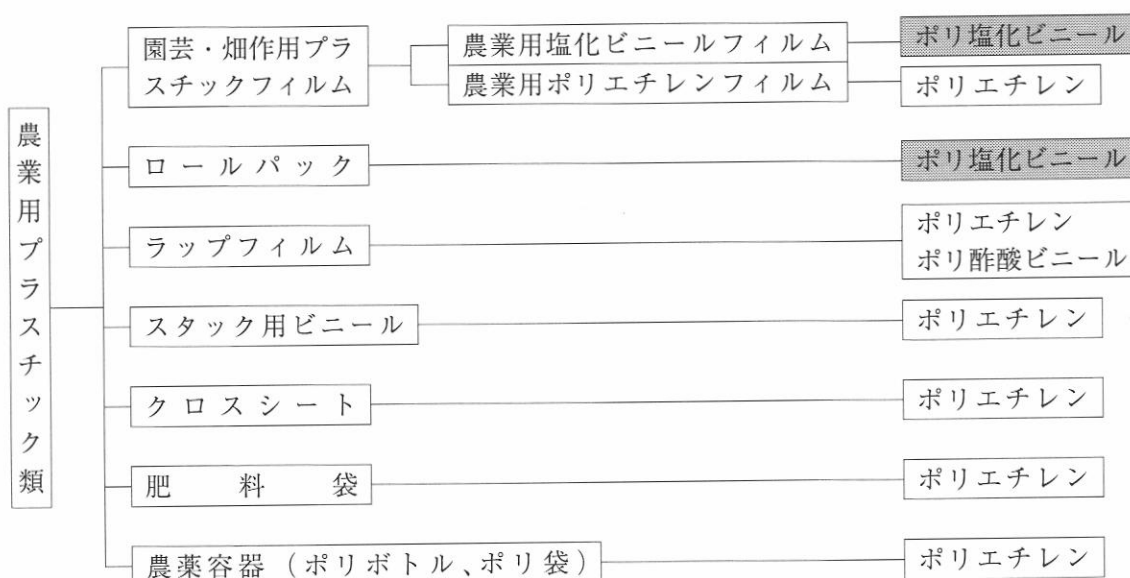 農業用プラスチック類
園芸・畑作用プラ
スチックフィルム
農業用塩化ビニールフィルム
ポリ塩化ビニール
農業用ポリエチレンフィルム
ポリエチレン
ロールパック
ポリ塩化ビニール
ラップフィルム
ポリエチレン
ポリ酢酸ビニール
スタック用ビニール
ポリエチレン
クロスシート
ポリエチレン
肥料袋
ポリエチレン
農薬容器（ポリボトル、ポリ袋）
ポリエチレン